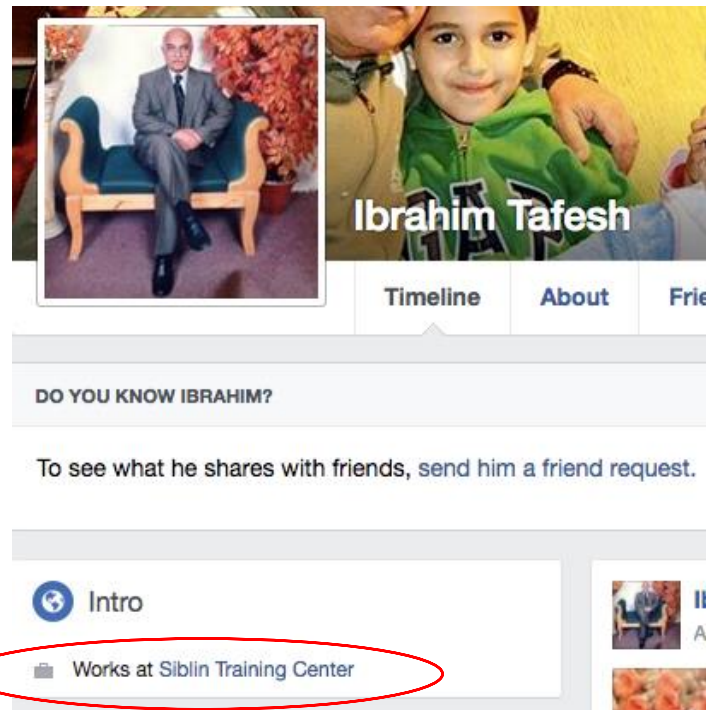 GAP
Ibrahim Tafesh
Timeline About
DO YOU KNOW IBRAHIM?
To see what he shares with friends, send him a friend request.
Intro
Works at Siblin Training Center